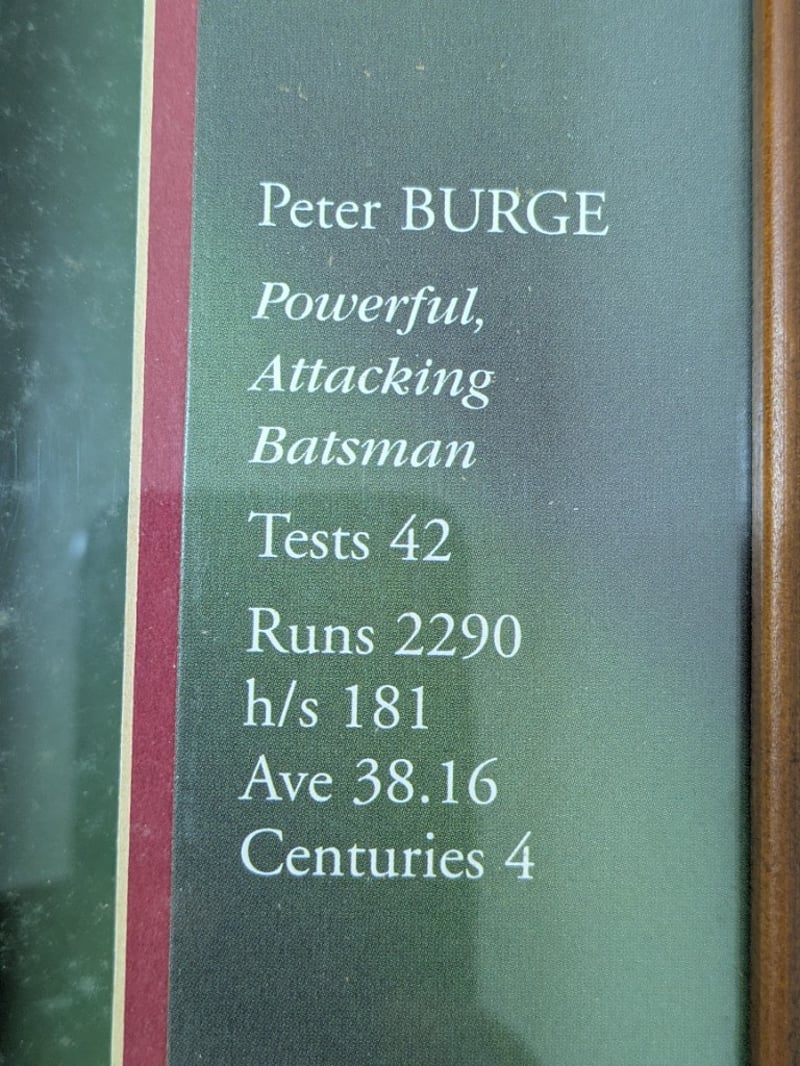 Peter BURGE
Powerful,
Attacking
Batsman
Tests 42
Runs 2290
h/s 181
Ave 38.16
Centuries 4